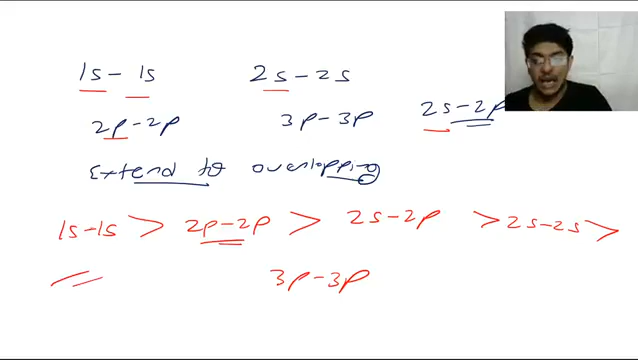 1s - 1s 2s - 2s
2p - 2p 3p - 3p 2s - 2p
Extend to overlapping
1s - 1s > 2p - 2p > 2s - 2p > 2s - 2s >
3p - 3p